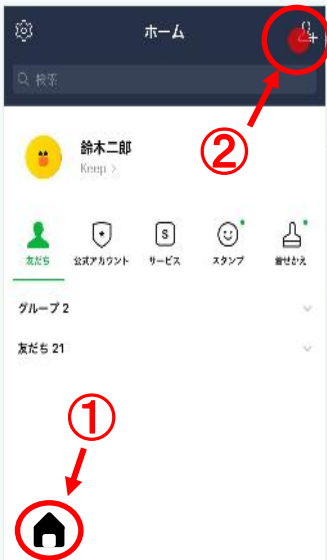 ホーム
検索
②
鈴木二郎
Keep >
友だち 公式アカウント サービス スタンプ 着せかえ
グループ 2
友だち 21
①